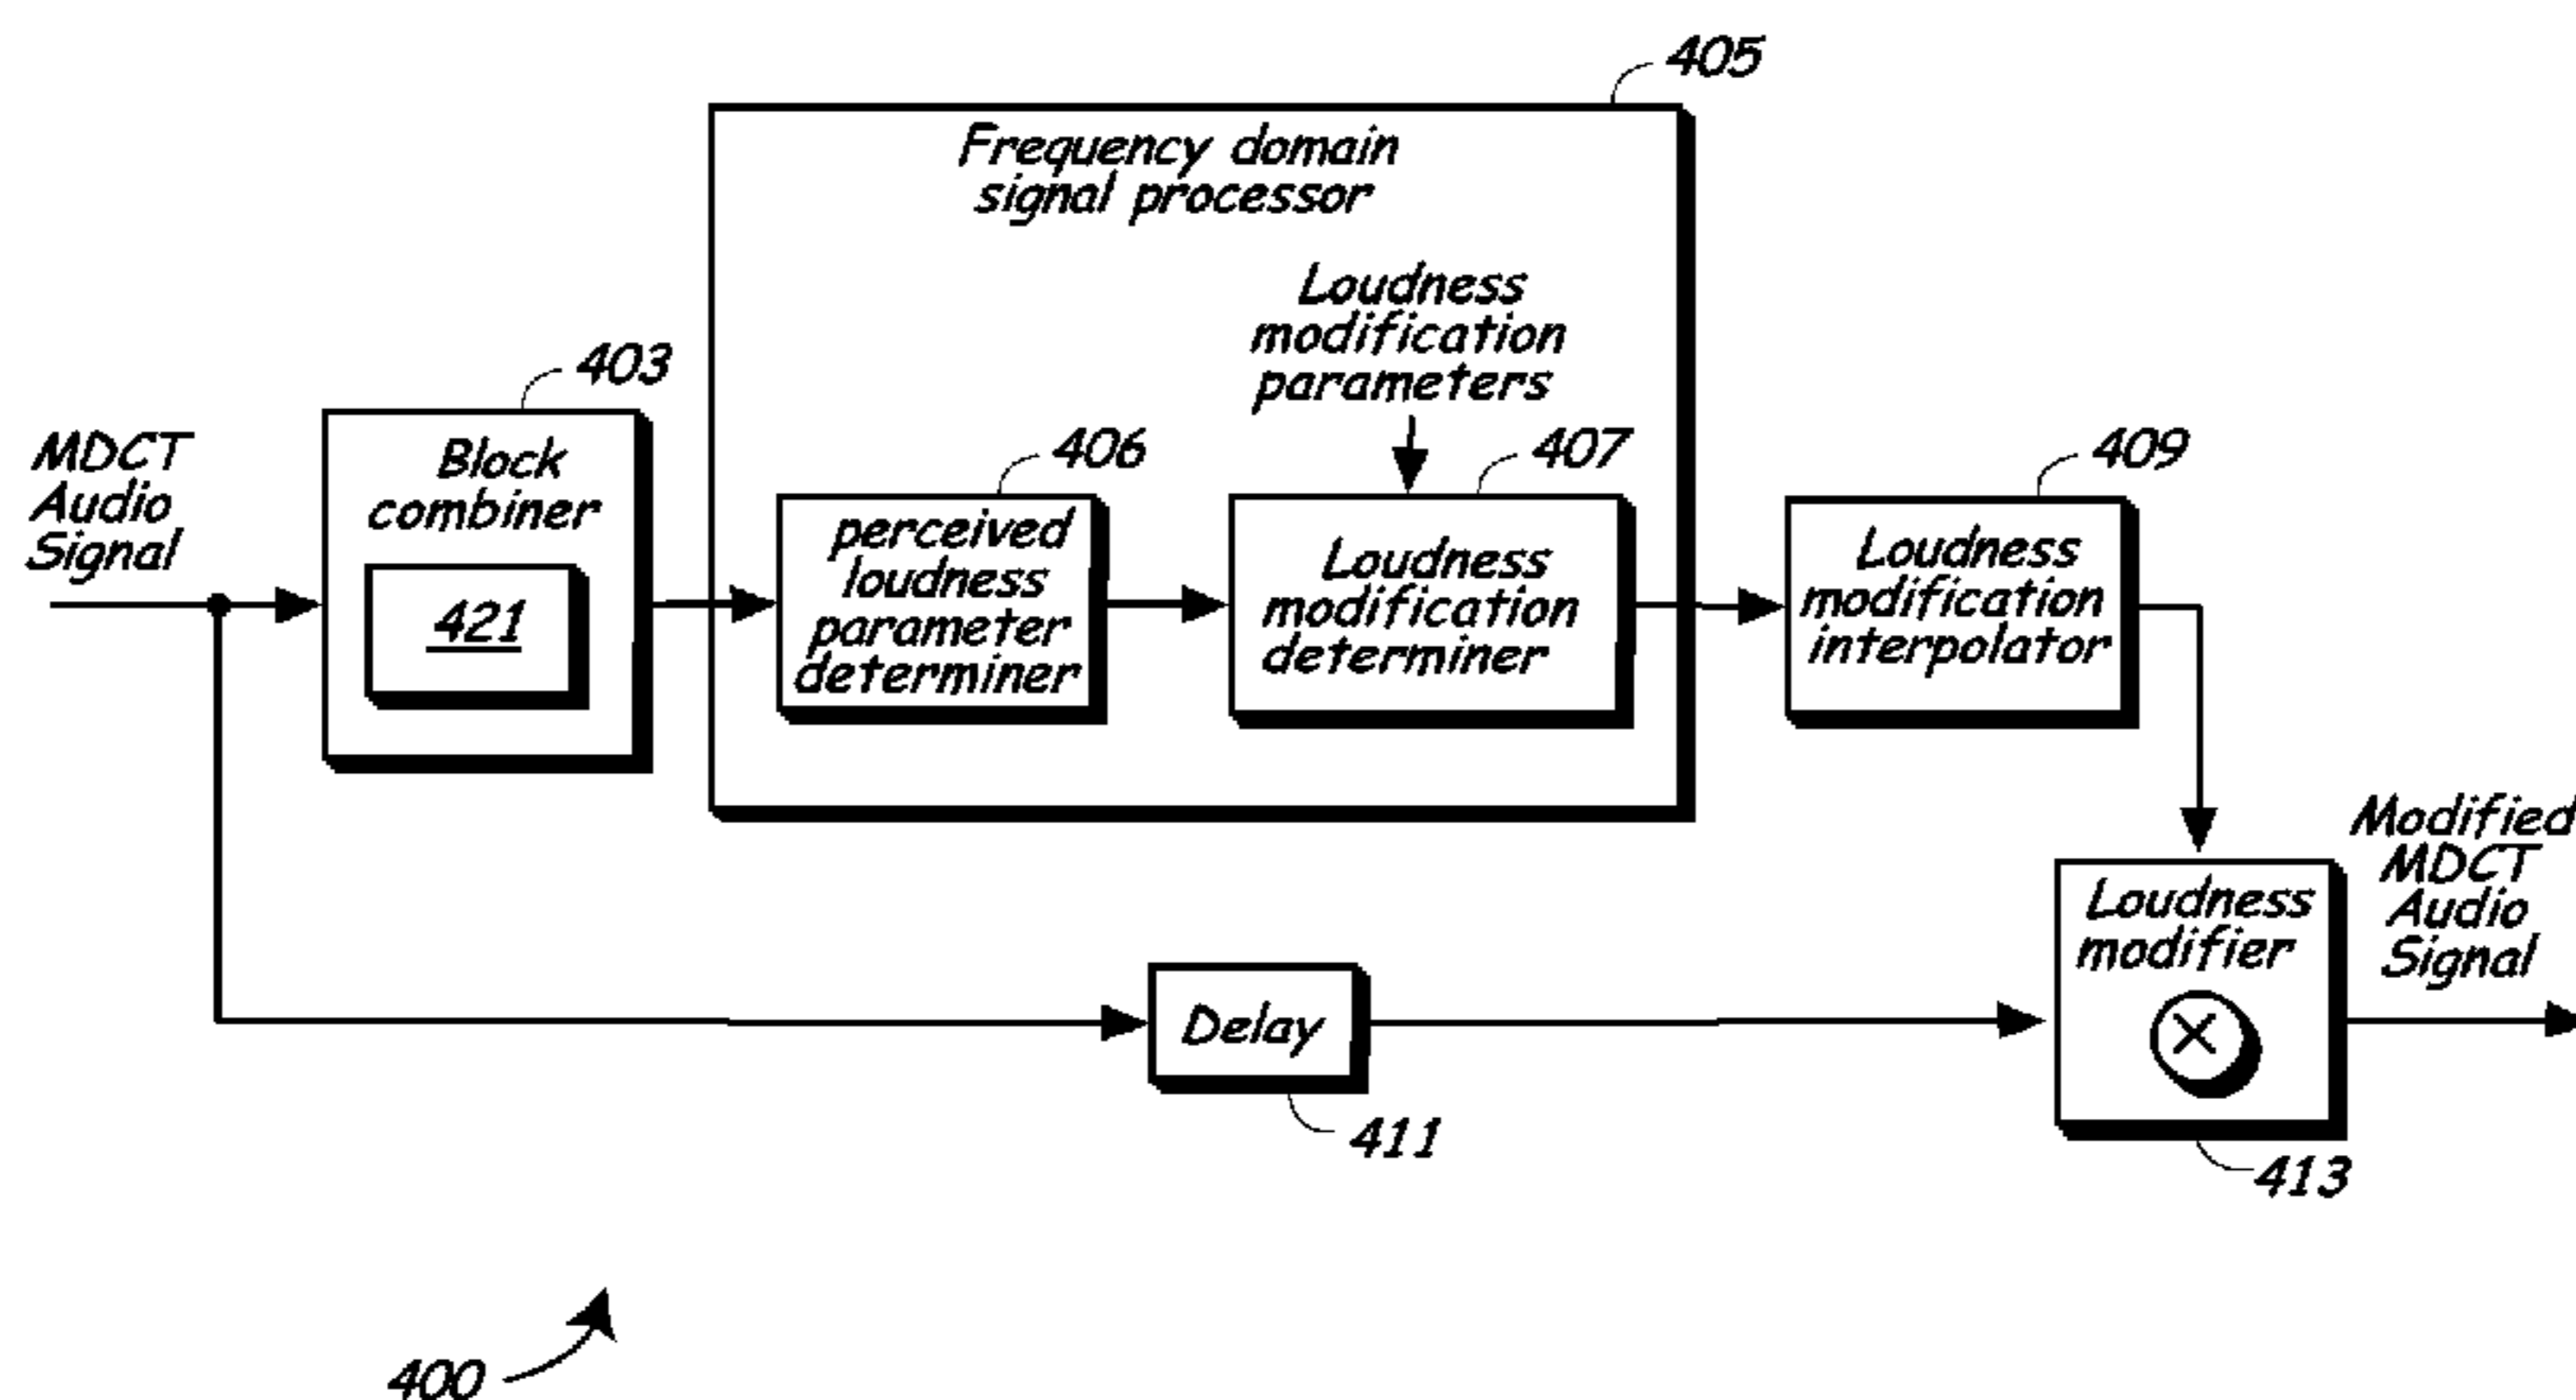 405
Frequency domain
signal processor
Loudness
modification
parameters
403
MDCT
Audio
Signal
Block
combiner
421
406
perceived
loudness
parameter
determiner
407
Loudness
modification
determiner
409
Loudness
modification
interpolator
Modified
MDCT
Audio
Signal
Loudness
modifier
413
Delay
411
400